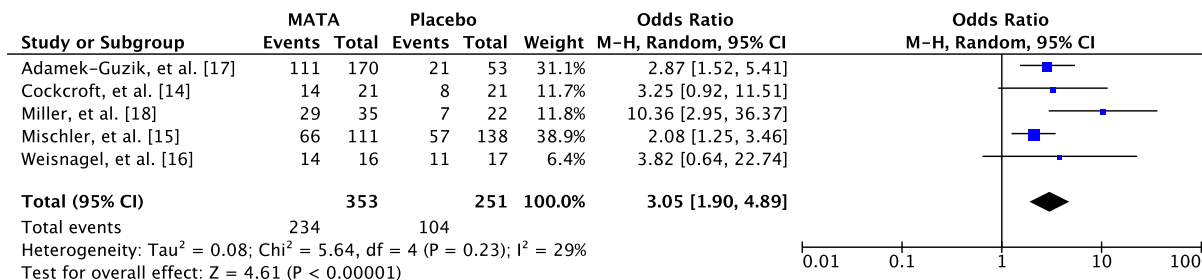 MATA Placebo Odds Ratio Odds Ratio
Study or Subgroup Events Total Events Total Weight M-H, Random, 95% CI M-H, Random, 95% CI
Adamek-Guzik, et al. [17] 111 170 21 53 31.1% 2.87 [1.52, 5.41]
Cockcroft, et al. [14] 14 21 8 21 11.7% 3.25 [0.92, 11.51]
Miller, et al. [18] 29 35 7 22 11.8% 10.36 [2.95, 36.37]
Mischler, et al. [15] 66 111 57 138 38.9% 2.08 [1.25, 3.46]
Weisnagel, et al. [16] 14 16 11 17 6.4% 3.82 [0.64, 22.74]
Total (95% CI) 353 251 100.0% 3.05 [1.90, 4.89]
Total events 234 104
Heterogeneity: Tau² = 0.08; Chi² = 5.64, df = 4 (P = 0.23); I² = 29%
Test for overall effect: Z = 4.61 (P < 0.00001)
0.01 0.1 1 10 100